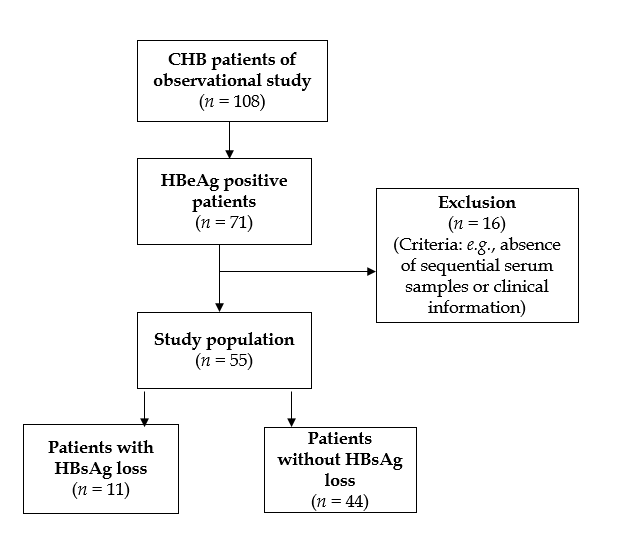 CHB patients of
observational study
(n = 108)
HBeAg positive
patients
(n = 71)
Exclusion
(n = 16)
(Criteria: e.g., absence
of sequential serum
samples or clinical
information)
Study population
(n = 55)
Patients with
HBsAg loss
(n = 11)
Patients
without HBsAg
loss
(n = 44)